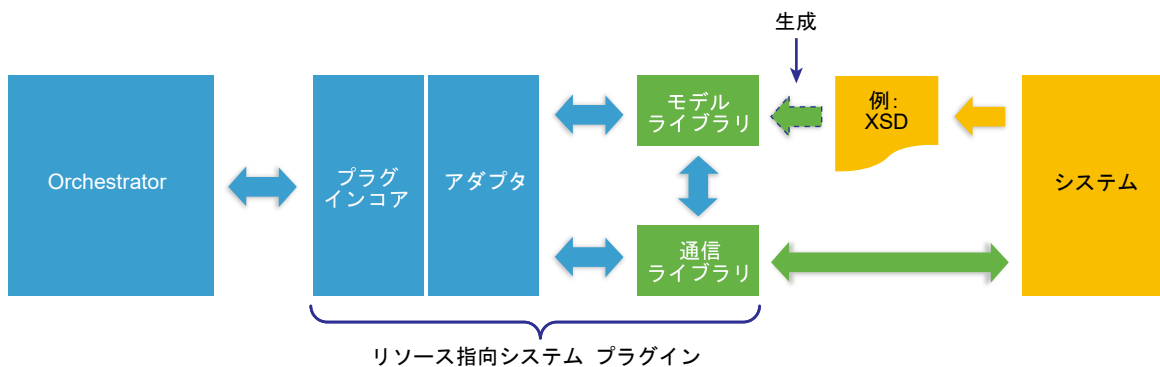 生成
Orchestrator
プラグ
インコア
アダプタ
モデル
ライブラリ
例:
XSD
システム
通信
ライブラリ
リソース指向システム プラグイン